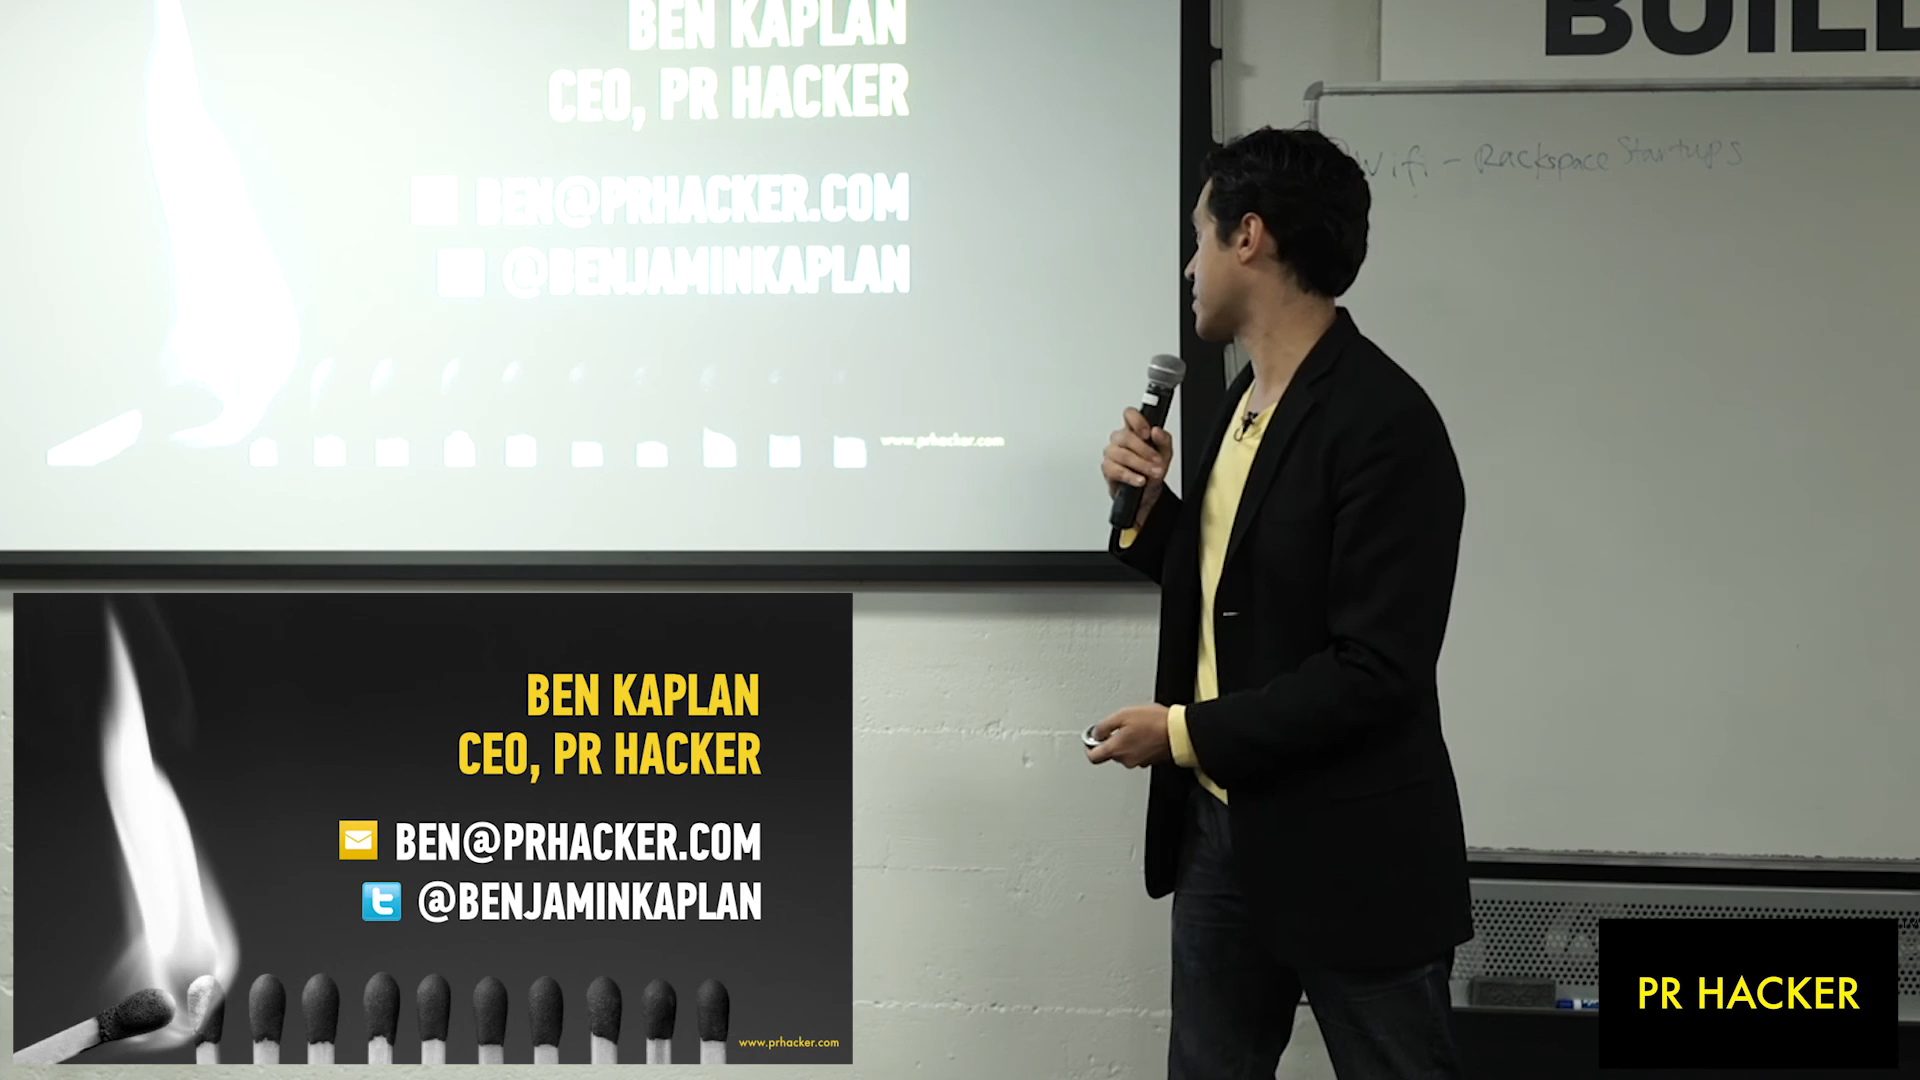 BEN KAPLAN
CEO, PR HACKER
BEN@PRHACKER.COM
@BENJAMINKAPLAN
www.prhacker.com
BUILD
Wifi - Rackspace Startups
BEN KAPLAN
CEO, PR HACKER
BEN@PRHACKER.COM
@BENJAMINKAPLAN
www.prhacker.com
PR HACKER